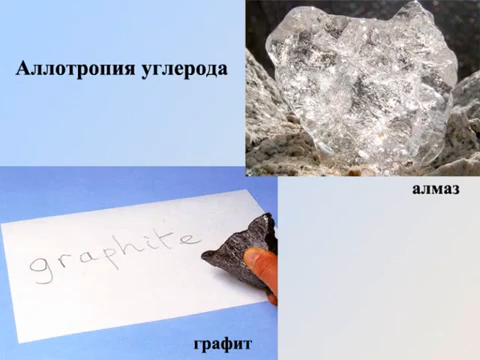 Аллотропия углерода
алмаз
graphite
графит